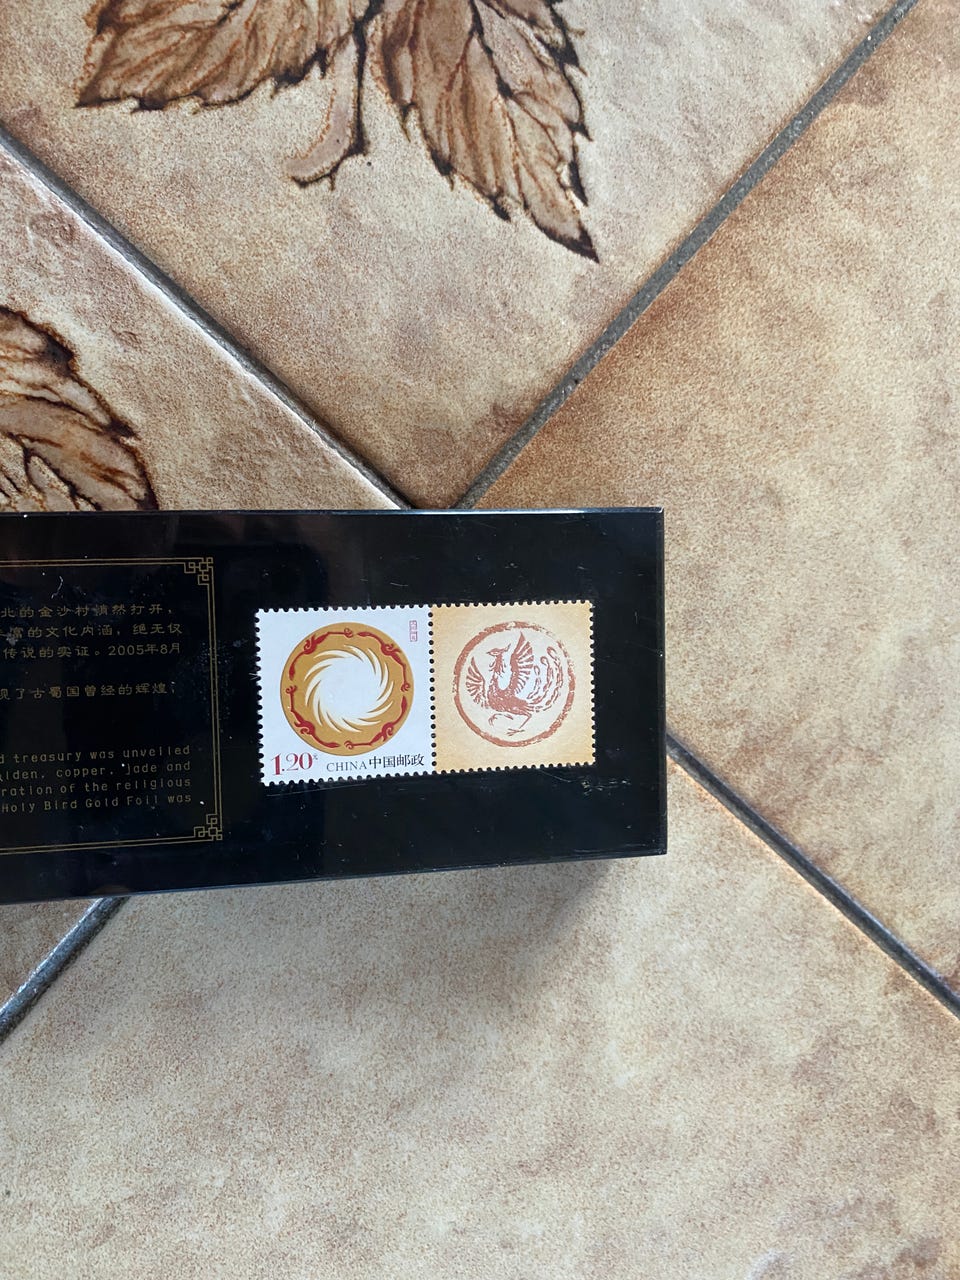 北的金沙村悄然打开，
富的文化内涵，绝无仅
传说的实证。2005年8月
现了古蜀国曾经的辉煌
d treasury was unveiled
olden, copper, jade and
ration of the religious
Holy Bird Gold Foil was
1.20元 CHINA中国邮政